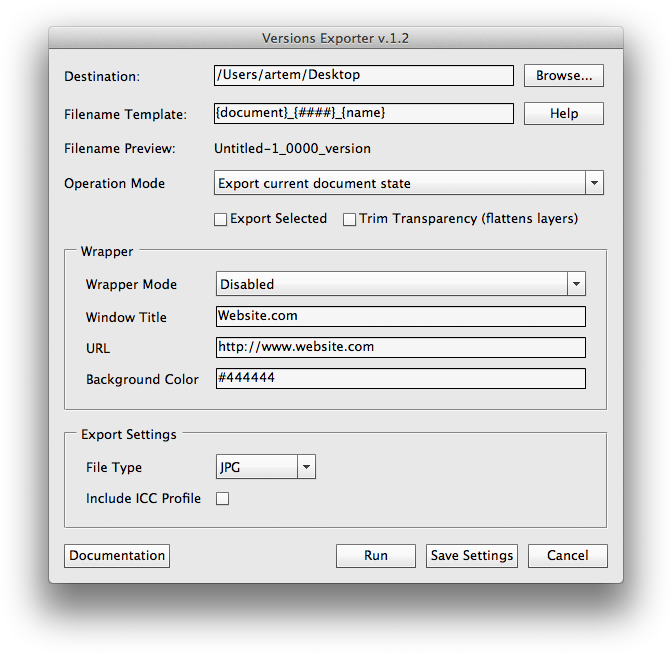 Versions Exporter v.1.2
Destination: /Users/artem/Desktop Browse...
Filename Template: {document}_{####}_{name} Help
Filename Preview: Untitled-1_0000_version
Operation Mode Export current document state
Export Selected Trim Transparency (flattens layers)
Wrapper
Wrapper Mode Disabled
Window Title Website.com
URL http://www.website.com
Background Color #444444
Export Settings
File Type JPG
Include ICC Profile
Documentation Run Save Settings Cancel